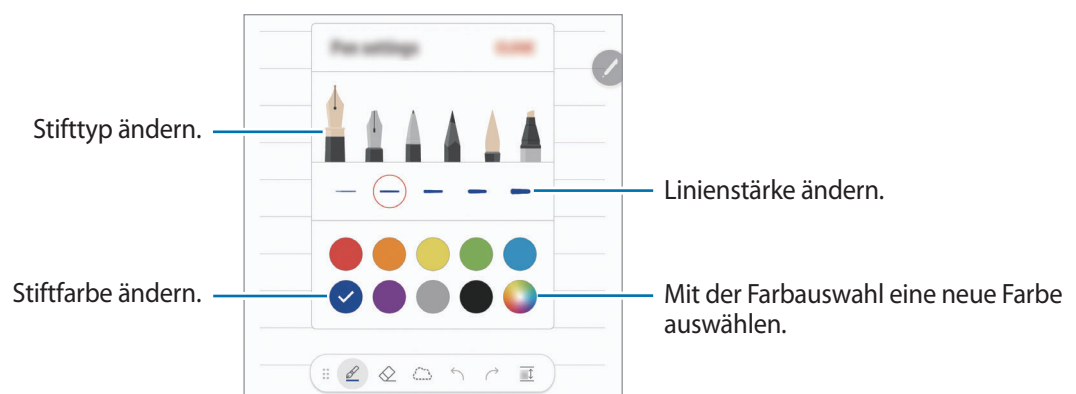 Stifttyp ändern.
Linienstärke ändern.
Stiftfarbe ändern.
Mit der Farbauswahl eine neue Farbe
auswählen.